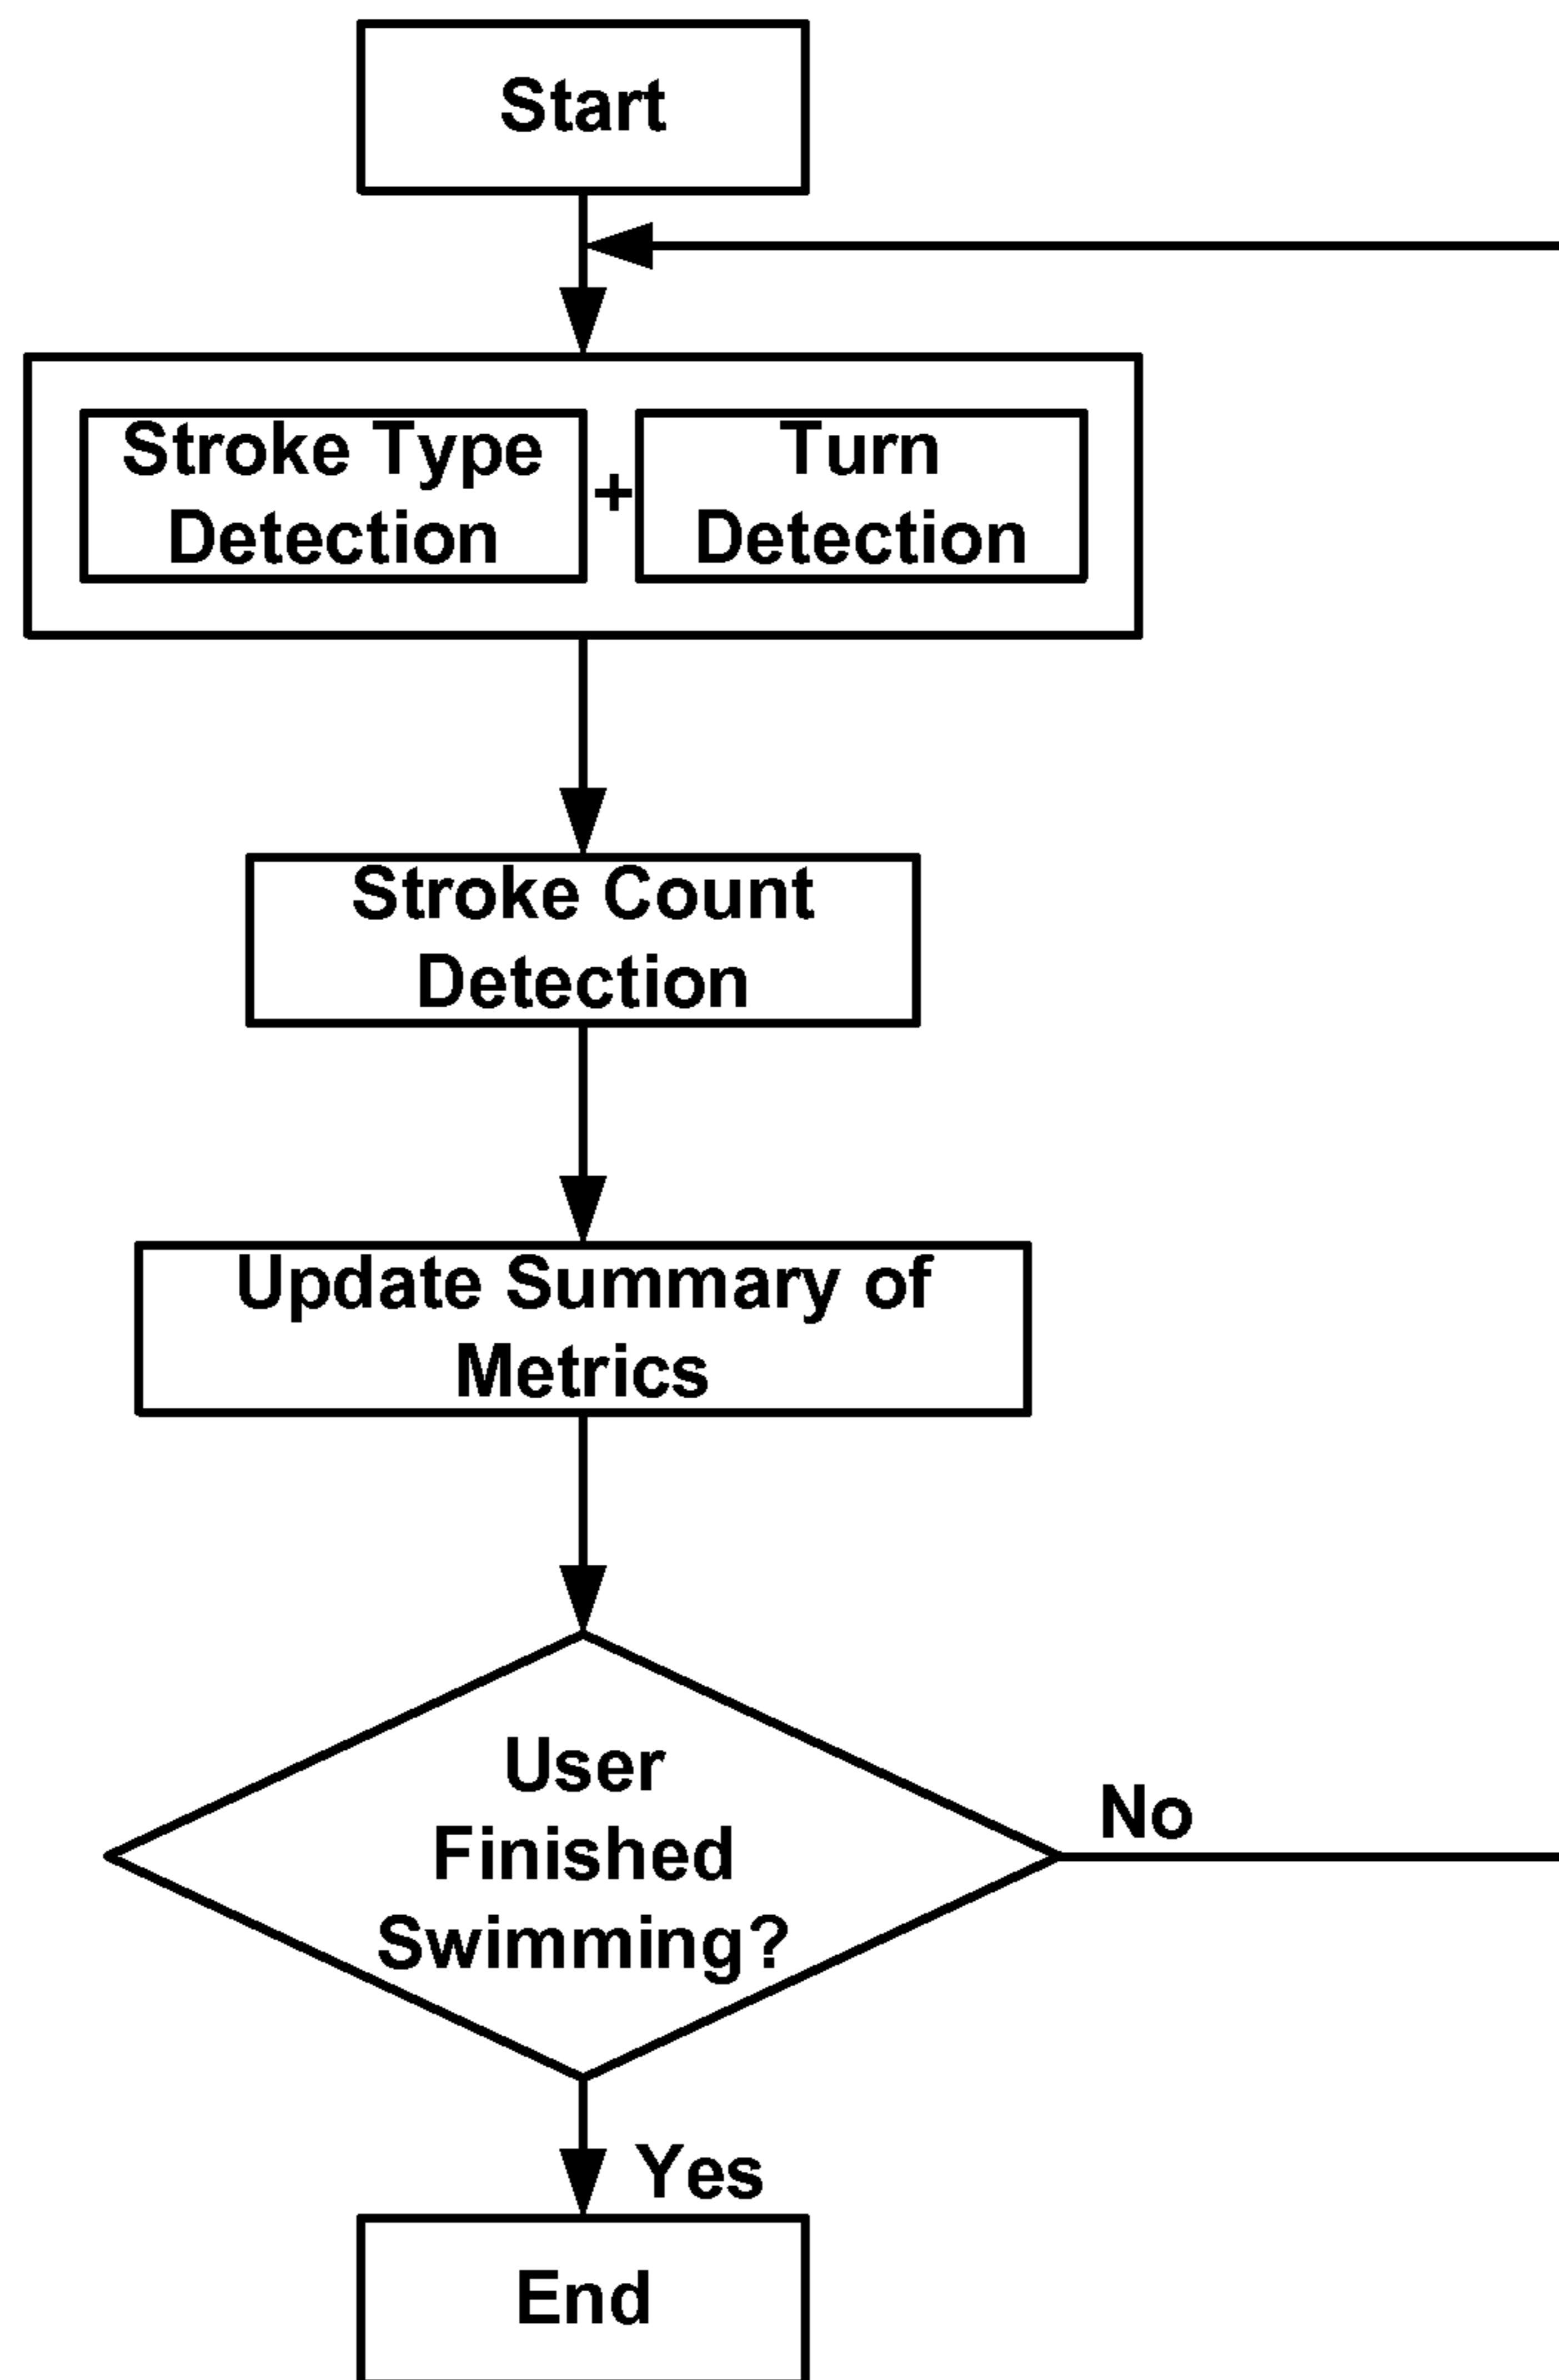 Start
Stroke Type
Detection
+
Turn
Detection
Stroke Count
Detection
Update Summary of
Metrics
User
Finished
Swimming?
No
Yes
End